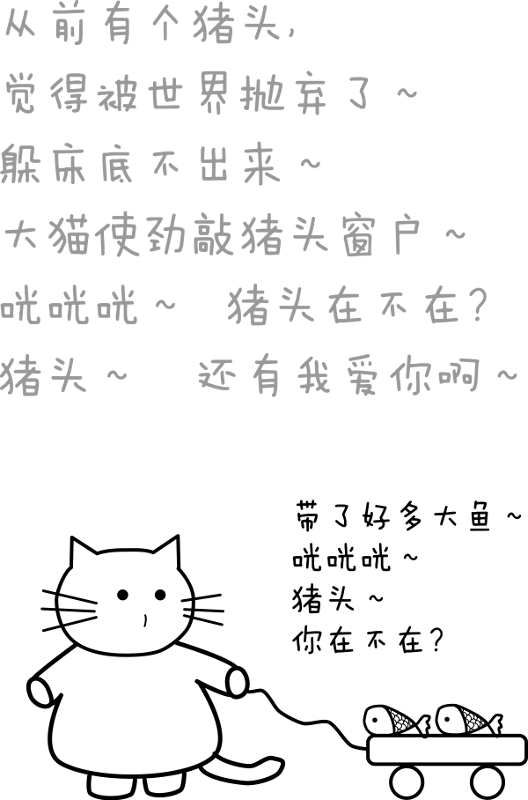 从前有个猪头,
觉得被世界抛弃了~
躲床底不出来~
大猫使劲敲猪头窗户~
咣咣咣~ 猪头在不在?
猪头~ 还有我爱你啊~
带了好多大鱼~
咣咣咣~
猪头~
你在不在?